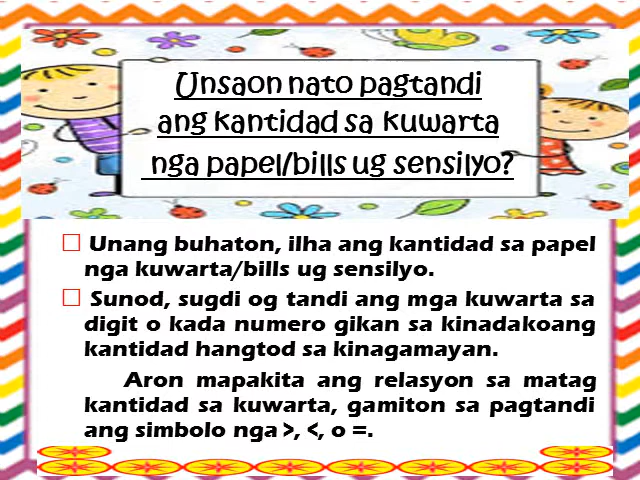 Unsaon nato pagtandi
ang kantidad sa kuwarta
nga papel/bills ug sensilyo?
Unang buhaton, ilha ang kantidad sa papel
nga kuwarta/bills ug sensilyo.
Sunod, sugdi og tandi ang mga kuwarta sa
digit o kada numero gikan sa kinadakoang
kantidad hangtod sa kinagamayan.
Aron mapakita ang relasyon sa matag
kantidad sa kuwarta, gamiton sa pagtandi
ang simbolo nga >, <, o =.